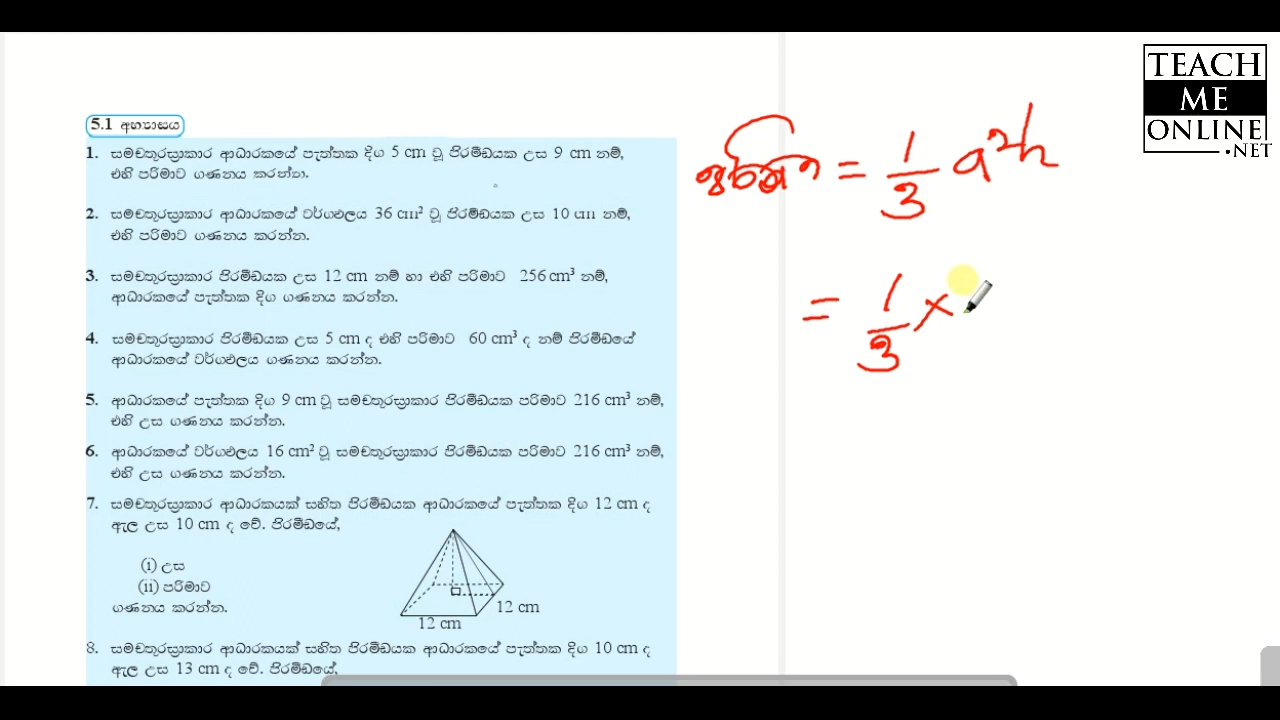 TEACH
ME
ONLINE
.NET
5.1 අභ්‍යාසය
1. සමචතුරස්‍රාකාර ආධාරකයේ පැත්තක දිග 5 cm වූ පිරමීඩයක උස 9 cm නම්,
එහි පරිමාව ගණනය කරන්න.
2. සමචතුරස්‍රාකාර ආධාරකයේ වර්ගඵලය 36 cm² වූ පිරමීඩයක උස 10 cm නම්,
එහි පරිමාව ගණනය කරන්න.
3. සමචතුරස්‍රාකාර පිරමීඩයක උස 12 cm නම් හා එහි පරිමාව 256 cm³ නම්,
ආධාරකයේ පැත්තක දිග ගණනය කරන්න.
4. සමචතුරස්‍රාකාර පිරමීඩයක උස 5 cm ද එහි පරිමාව 60 cm³ ද නම් පිරමීඩයේ
ආධාරකයේ වර්ගඵලය ගණනය කරන්න.
5. ආධාරකයේ පැත්තක දිග 9 cm වූ සමචතුරස්‍රාකාර පිරමීඩයක පරිමාව 216 cm³ නම්,
එහි උස ගණනය කරන්න.
6. ආධාරකයේ වර්ගඵලය 16 cm² වූ සමචතුරස්‍රාකාර පිරමීඩයක පරිමාව 216 cm³ නම්,
එහි උස ගණනය කරන්න.
7. සමචතුරස්‍රාකාර ආධාරකයක් සහිත පිරමීඩයක ආධාරකයේ පැත්තක දිග 12 cm ද
ඇල උස 10 cm ද වේ. පිරමීඩයේ,
(i) උස
(ii) පරිමාව
ගණනය කරන්න.
12 cm
12 cm
8. සමචතුරස්‍රාකාර ආධාරකයක් සහිත පිරමීඩයක ආධාරකයේ පැත්තක දිග 10 cm ද
ඇල උස 13 cm ද වේ. පිරමීඩයේ,
= 1/3 a²h
= 1/3 ×